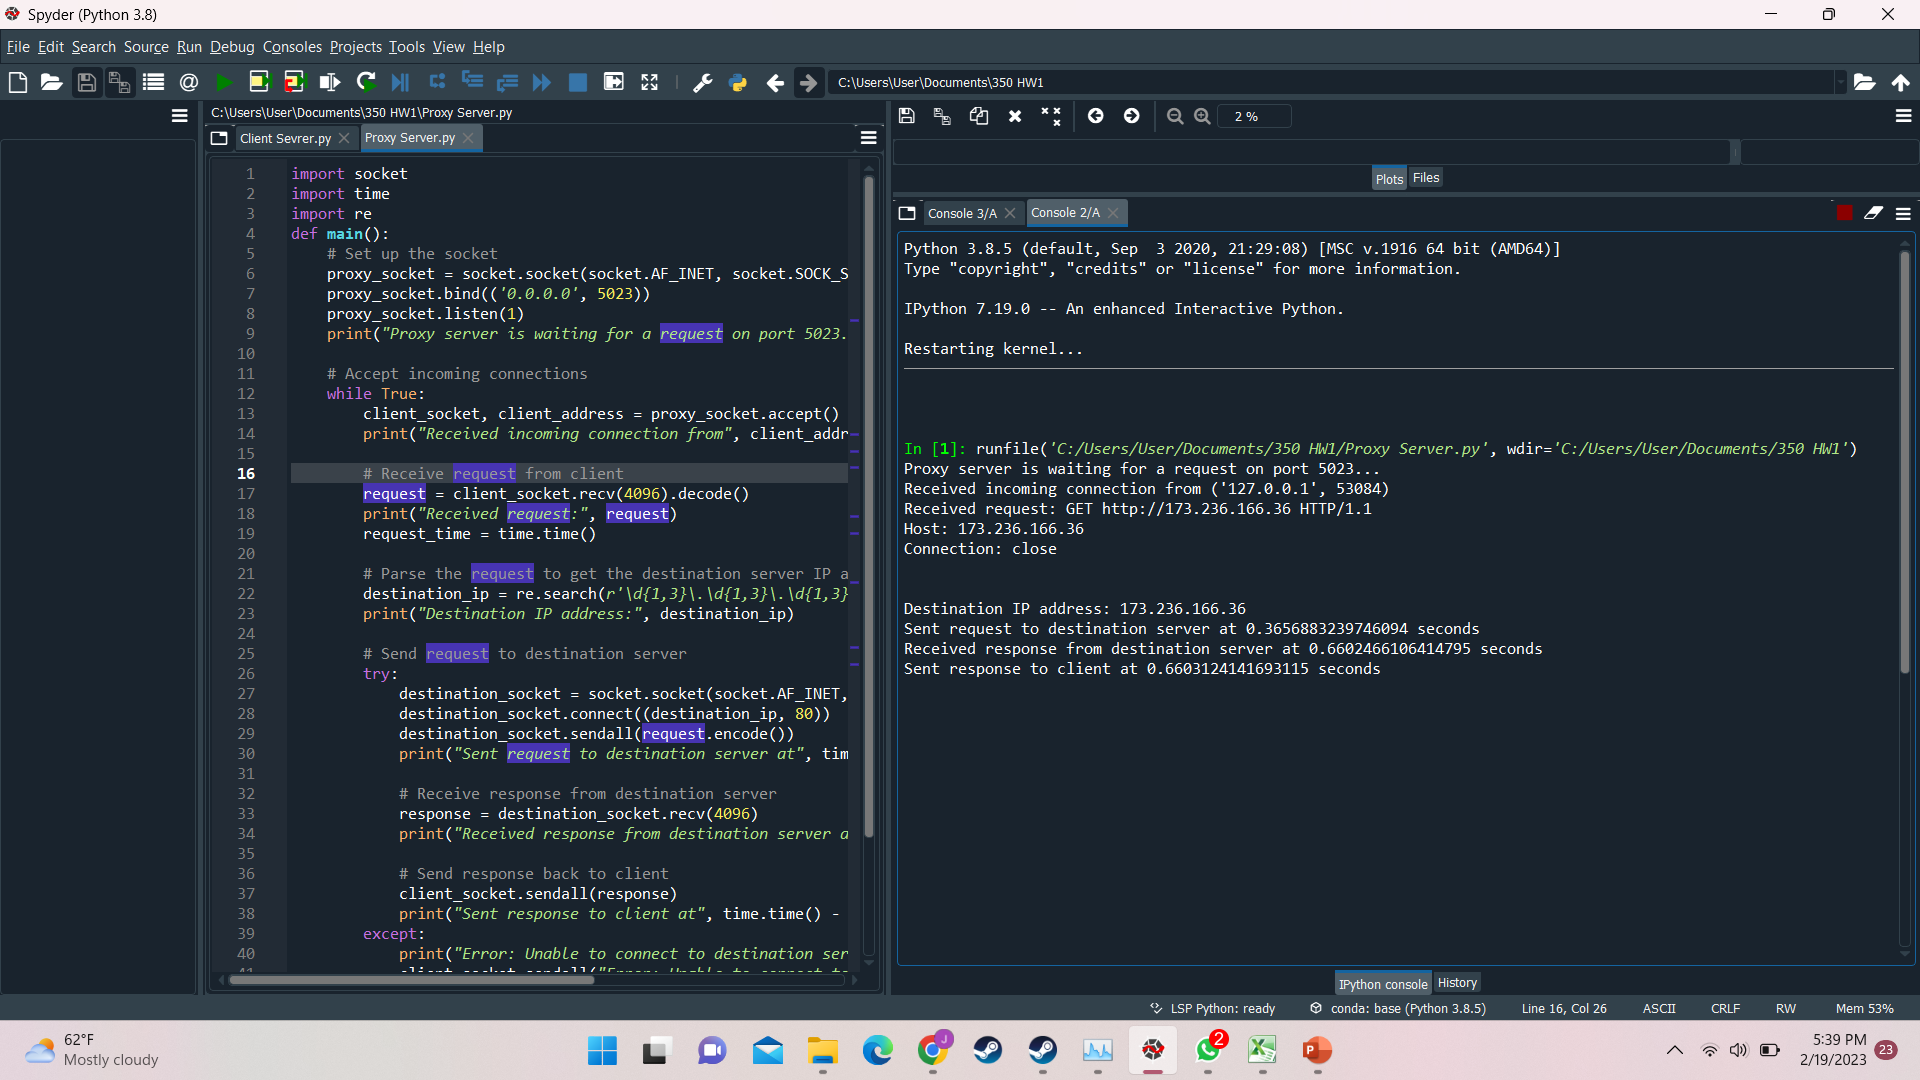 Spyder (Python 3.8)
File Edit Search Source Run Debug Consoles Projects Tools View Help
C:\Users\User\Documents\350 HW1
C:\Users\User\Documents\350 HW1\Proxy Server.py
Client Sevrer.py
Proxy Server.py
1 import socket
2 import time
3 import re
4 def main():
5 # Set up the socket
6 proxy_socket = socket.socket(socket.AF_INET, socket.SOCK_S
7 proxy_socket.bind(('0.0.0.0', 5023))
8 proxy_socket.listen(1)
9 print("Proxy server is waiting for a request on port 5023.
10
11 # Accept incoming connections
12 while True:
13 client_socket, client_address = proxy_socket.accept()
14 print("Received incoming connection from", client_addr
15
16 # Receive request from client
17 request = client_socket.recv(4096).decode()
18 print("Received request:", request)
19 request_time = time.time()
20
21 # Parse the request to get the destination server IP a
22 destination_ip = re.search(r'\d{1,3}\.\d{1,3}\.\d{1,3}
23 print("Destination IP address:", destination_ip)
24
25 # Send request to destination server
26 try:
27 destination_socket = socket.socket(socket.AF_INET,
28 destination_socket.connect((destination_ip, 80))
29 destination_socket.sendall(request.encode())
30 print("Sent request to destination server at", tim
31
32 # Receive response from destination server
33 response = destination_socket.recv(4096)
34 print("Received response from destination server a
35
36 # Send response back to client
37 client_socket.sendall(response)
38 print("Sent response to client at", time.time() -
39 except:
40 print("Error: Unable to connect to destination ser
2 %
Plots Files
Console 3/A
Console 2/A
Python 3.8.5 (default, Sep  3 2020, 21:29:08) [MSC v.1916 64 bit (AMD64)]
Type "copyright", "credits" or "license" for more information.
IPython 7.19.0 -- An enhanced Interactive Python.
Restarting kernel...
In [1]: runfile('C:/Users/User/Documents/350 HW1/Proxy Server.py', wdir='C:/Users/User/Documents/350 HW1')
Proxy server is waiting for a request on port 5023...
Received incoming connection from ('127.0.0.1', 53084)
Received request: GET http://173.236.166.36 HTTP/1.1
Host: 173.236.166.36
Connection: close
Destination IP address: 173.236.166.36
Sent request to destination server at 0.3656883239746094 seconds
Received response from destination server at 0.6602466106414795 seconds
Sent response to client at 0.6603124141693115 seconds
IPython console History
LSP Python: ready
conda: base (Python 3.8.5)
Line 16, Col 26
ASCII
CRLF
RW
Mem 53%
62°F
Mostly cloudy
J
2
5:39 PM
2/19/2023
23